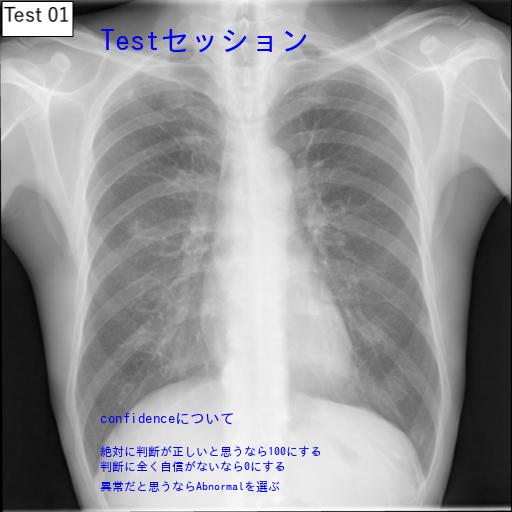 Test 01
Testセッション
confidenceについて
絶対に判断が正しいと思うなら100にする
判断に全く自信がないなら0にする
異常だと思うならAbnormalを選ぶ